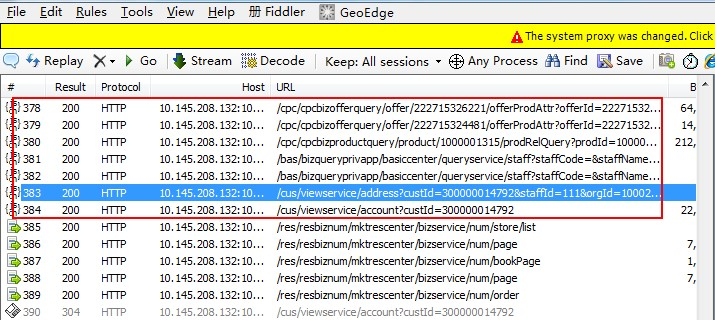 File Edit Rules Tools View Help 册 Fiddler GeoEdge
The system proxy was changed. Click
Replay X Go Stream Decode Keep: All sessions Any Process Find Save
# Result Protocol Host URL B
378 200 HTTP 10.145.208.132:10... /cpc/cpcbizofferquery/offer/222715326221/offerProdAttr?offerId=22271532... 64,
379 200 HTTP 10.145.208.132:10... /cpc/cpcbizofferquery/offer/222715324481/offerProdAttr?offerId=22271532... 14,
380 200 HTTP 10.145.208.132:10... /cpc/cpcbizproductquery/product/1000001315/prodRelQuery?prodId=10000... 212,
381 200 HTTP 10.145.208.132:10... /bas/bizqueryprivapp/basiccenter/queryservice/staff?staffCode=&staffName...
382 200 HTTP 10.145.208.132:10... /bas/bizqueryprivapp/basiccenter/queryservice/staff?staffCode=&staffName...
383 200 HTTP 10.145.208.132:10... /cus/viewservice/address?custId=300000014792&staffId=111&orgId=10002...
384 200 HTTP 10.145.208.132:10... /cus/viewservice/account?custId=300000014792 22,
385 200 HTTP 10.145.208.132:10... /res/resbiznum/mktrescenter/bizservice/num/store/list
386 200 HTTP 10.145.208.132:10... /res/resbiznum/mktrescenter/bizservice/num/page 7,
387 200 HTTP 10.145.208.132:10... /res/resbiznum/mktrescenter/bizservice/num/bookPage 1,
388 200 HTTP 10.145.208.132:10... /res/resbiznum/mktrescenter/bizservice/num/page 7,
389 200 HTTP 10.145.208.132:10... /res/resbiznum/mktrescenter/bizservice/num/order
390 304 HTTP 10.145.208.132:10... /cus/viewservice/account?custId=300000014792